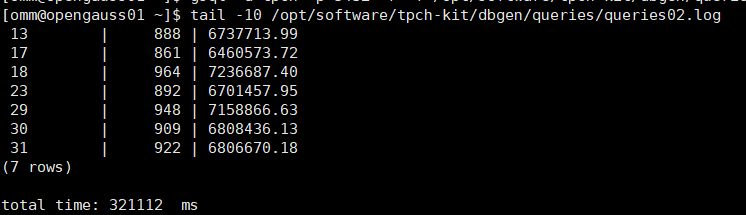 [omm@opengauss01 ~]$ tail -10 /opt/software/tpch-kit/dbgen/queries/queries02.log
13 | 888 | 6737713.99
17 | 861 | 6460573.72
18 | 964 | 7236687.40
23 | 892 | 6701457.95
29 | 948 | 7158866.63
30 | 909 | 6808436.13
31 | 922 | 6806670.18
(7 rows)
total time: 321112 ms